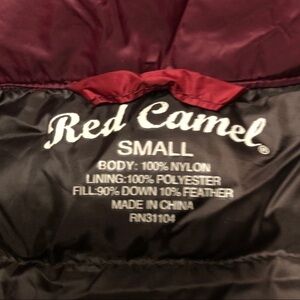 Red Camel®
SMALL
BODY: 100% NYLON
LINING:100% POLYESTER
FILL:90% DOWN 10% FEATHER
MADE IN CHINA
RN31104